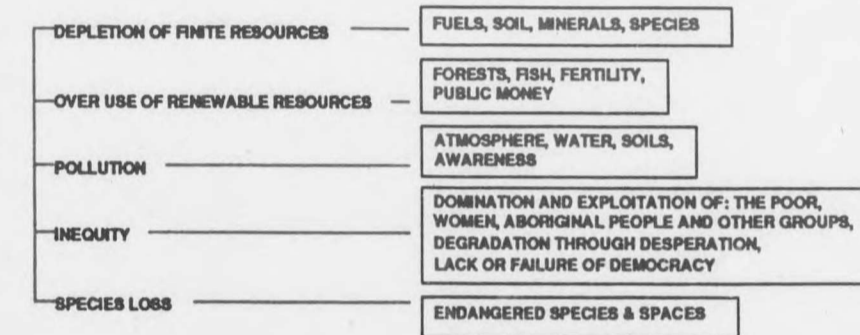 DEPLETION OF FINITE RESOURCES
FUELS, SOIL, MINERALS, SPECIES
OVER USE OF RENEWABLE RESOURCES
FORESTS, FISH, FERTILITY,
PUBLIC MONEY
POLLUTION
ATMOSPHERE, WATER, SOILS,
AWARENESS
INEQUITY
DOMINATION AND EXPLOITATION OF: THE POOR,
WOMEN, ABORIGINAL PEOPLE AND OTHER GROUPS,
DEGRADATION THROUGH DESPERATION,
LACK OR FAILURE OF DEMOCRACY
SPECIES LOSS
ENDANGERED SPECIES & SPACES